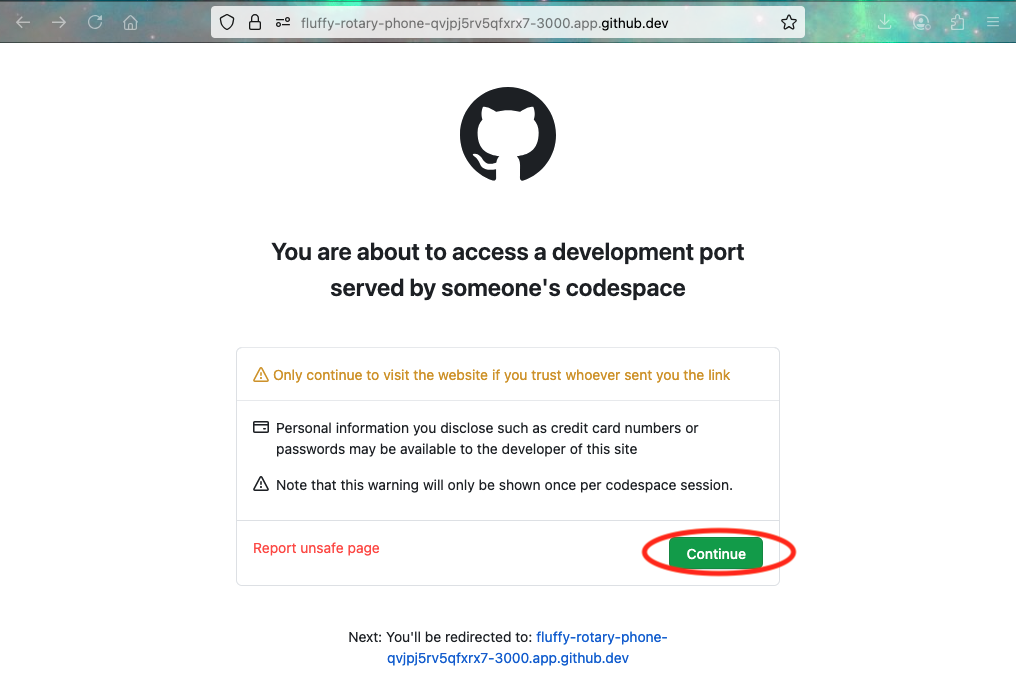 fluffy-rotary-phone-qvjpj5rv5qfxrx7-3000.app.github.dev
You are about to access a development port
served by someone's codespace
Only continue to visit the website if you trust whoever sent you the link
Personal information you disclose such as credit card numbers or
passwords may be available to the developer of this site
Note that this warning will only be shown once per codespace session.
Report unsafe page
Continue
Next: You'll be redirected to: fluffy-rotary-phone-
qvjpj5rv5qfxrx7-3000.app.github.dev